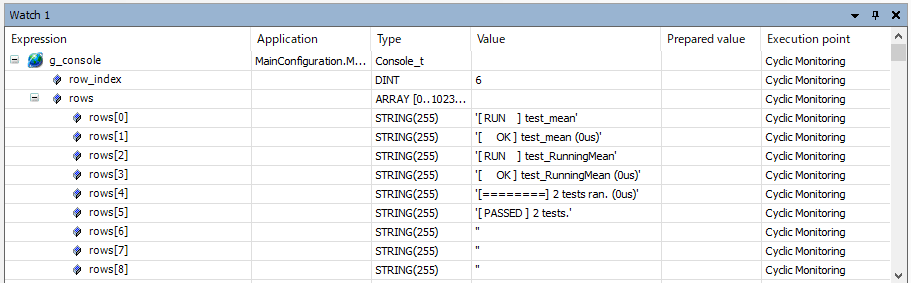 Watch 1
Expression Application Type Value Prepared value Execution point
g_console MainConfiguration.M... Console_t Cyclic Monitoring
row_index DINT 6 Cyclic Monitoring
rows ARRAY [0..1023... Cyclic Monitoring
rows[0] STRING(255) '[ RUN    ] test_mean' Cyclic Monitoring
rows[1] STRING(255) '[     OK ] test_mean (0us)' Cyclic Monitoring
rows[2] STRING(255) '[ RUN    ] test_RunningMean' Cyclic Monitoring
rows[3] STRING(255) '[     OK ] test_RunningMean (0us)' Cyclic Monitoring
rows[4] STRING(255) '[========] 2 tests ran. (0us)' Cyclic Monitoring
rows[5] STRING(255) '[ PASSED ] 2 tests.' Cyclic Monitoring
rows[6] STRING(255) '' Cyclic Monitoring
rows[7] STRING(255) '' Cyclic Monitoring
rows[8] STRING(255) '' Cyclic Monitoring